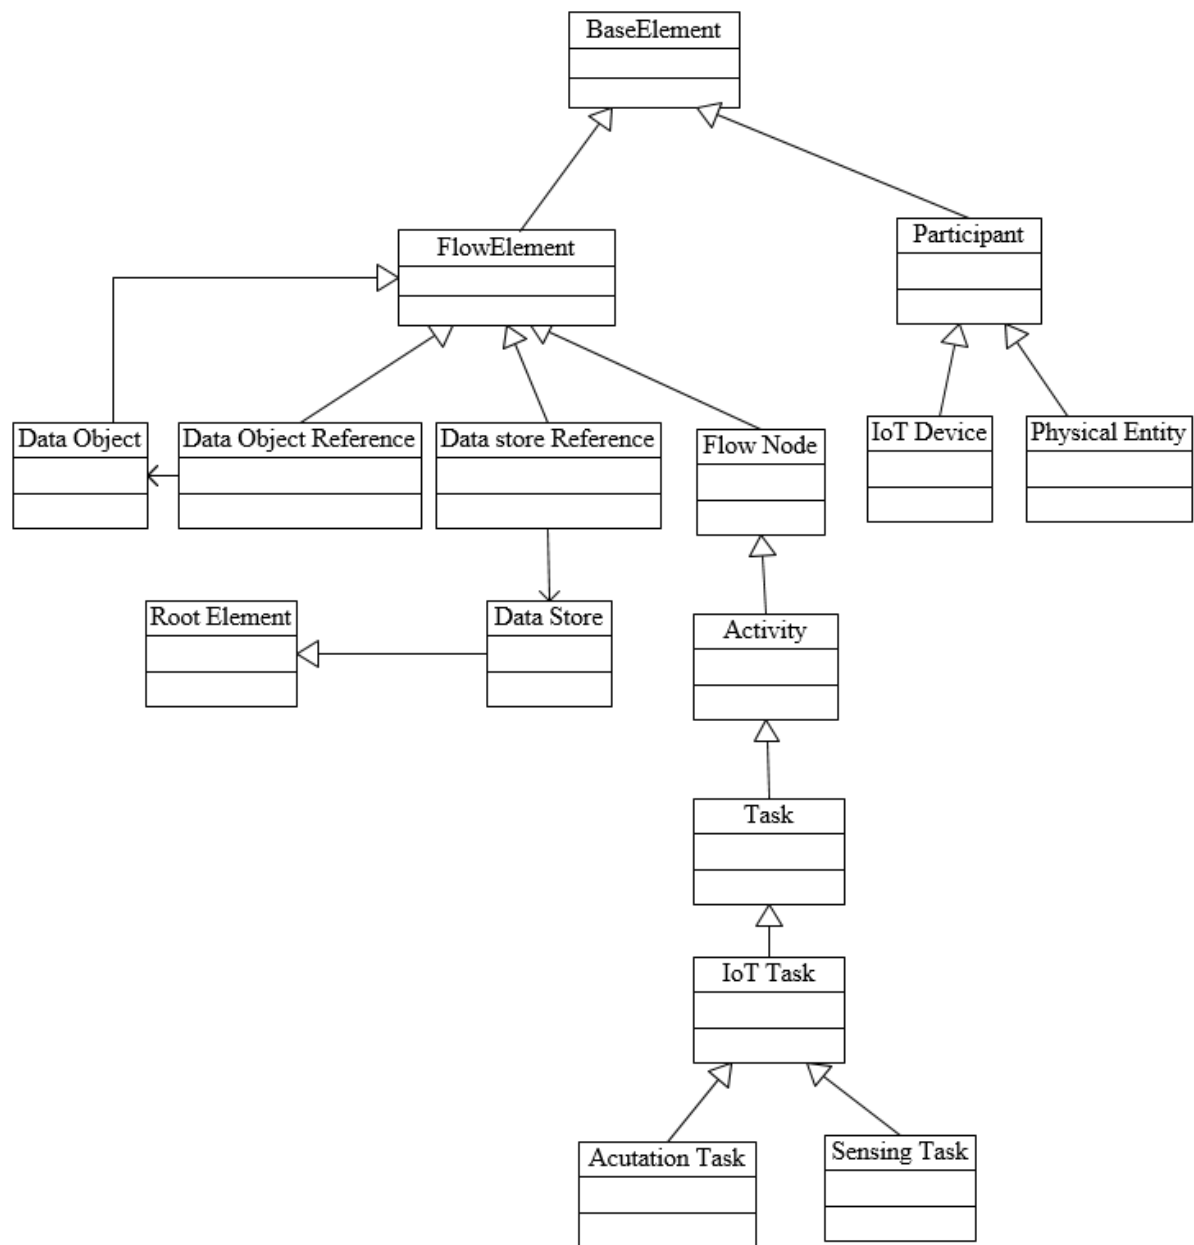 BaseElement
FlowElement
Participant
Data Object
Data Object Reference
Data store Reference
Flow Node
IoT Device
Physical Entity
Root Element
Data Store
Activity
Task
IoT Task
Acutation Task
Sensing Task